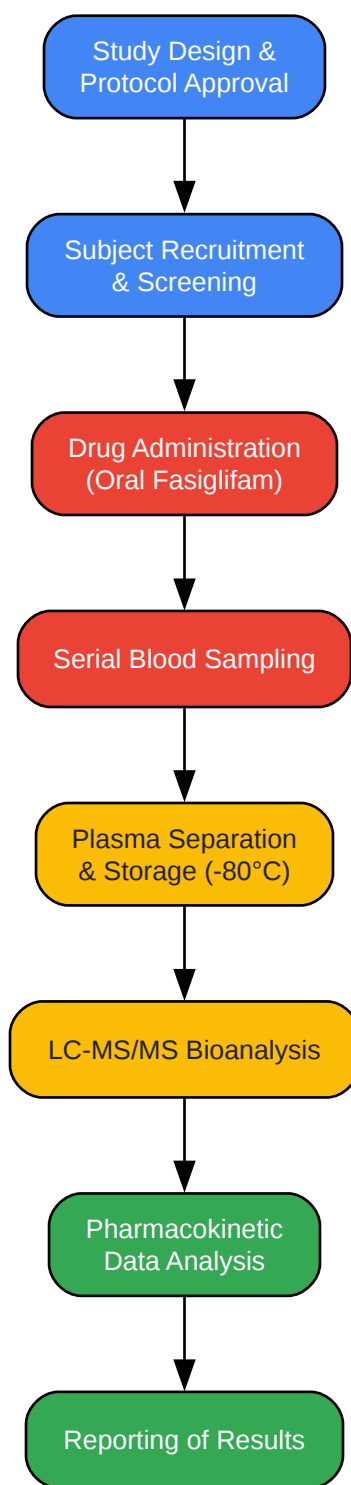 Study Design &
Protocol Approval
Subject Recruitment
& Screening
Drug Administration
(Oral Fasiglifam)
Serial Blood Sampling
Plasma Separation
& Storage (-80°C)
LC-MS/MS Bioanalysis
Pharmacokinetic
Data Analysis
Reporting of Results